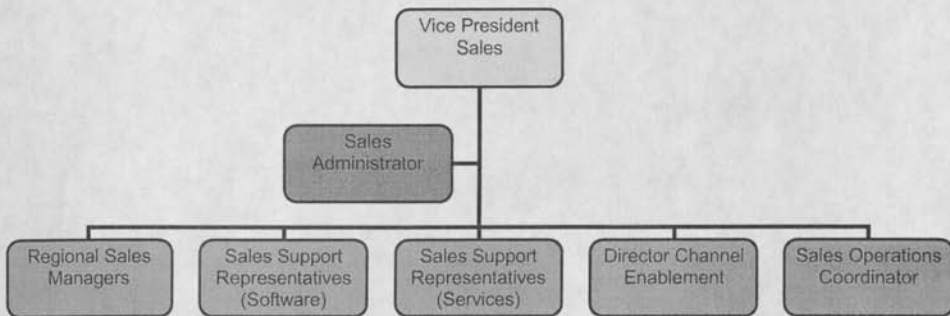 Vice President
Sales
Sales
Administrator
Regional Sales
Managers
Sales Support
Representatives
(Software)
Sales Support
Representatives
(Services)
Director Channel
Enablement
Sales Operations
Coordinator